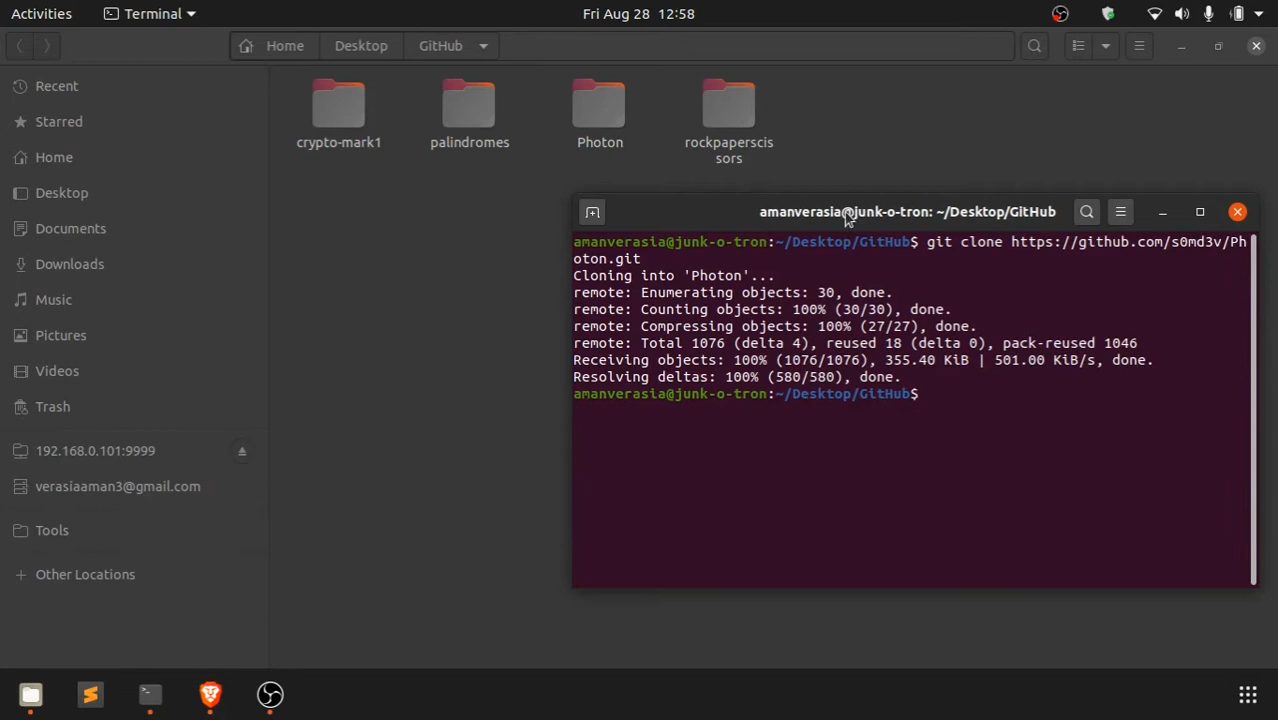 Activities Terminal Fri Aug 28 12:58
Home Desktop GitHub
Recent
Starred
Home
Desktop
Documents
Downloads
Music
Pictures
Videos
Trash
192.168.0.101:9999
verasiaaman3@gmail.com
Tools
Other Locations
crypto-mark1
palindromes
Photon
rockpapersci
ssors
amanverasia@junk-o-tron: ~/Desktop/GitHub
amanverasia@junk-o-tron:~/Desktop/GitHub$ git clone https://github.com/s0md3v/Ph
oton.git
Cloning into 'Photon'...
remote: Enumerating objects: 30, done.
remote: Counting objects: 100% (30/30), done.
remote: Compressing objects: 100% (27/27), done.
remote: Total 1076 (delta 4), reused 18 (delta 0), pack-reused 1046
Receiving objects: 100% (1076/1076), 355.40 KiB | 501.00 KiB/s, done.
Resolving deltas: 100% (580/580), done.
amanverasia@junk-o-tron:~/Desktop/GitHub$